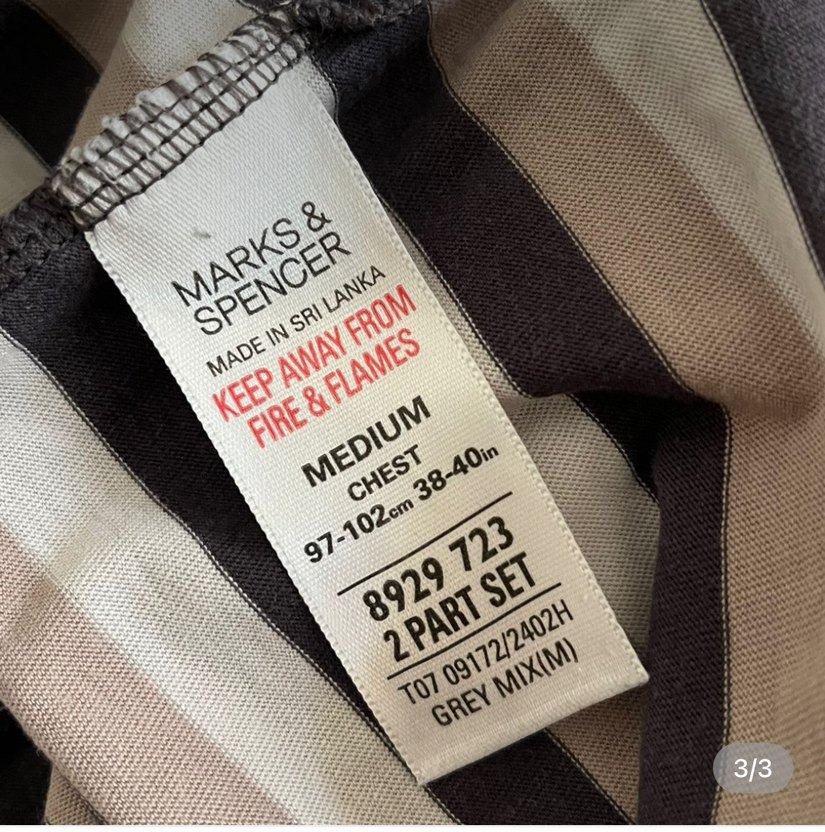 MARKS &
SPENCER
MADE IN SRI LANKA
KEEP AWAY FROM
FIRE & FLAMES
MEDIUM
CHEST
97-102cm 38-40in
8929 723
2 PART SET
T07 09172/2402H
GREY MIX(M)
3/3